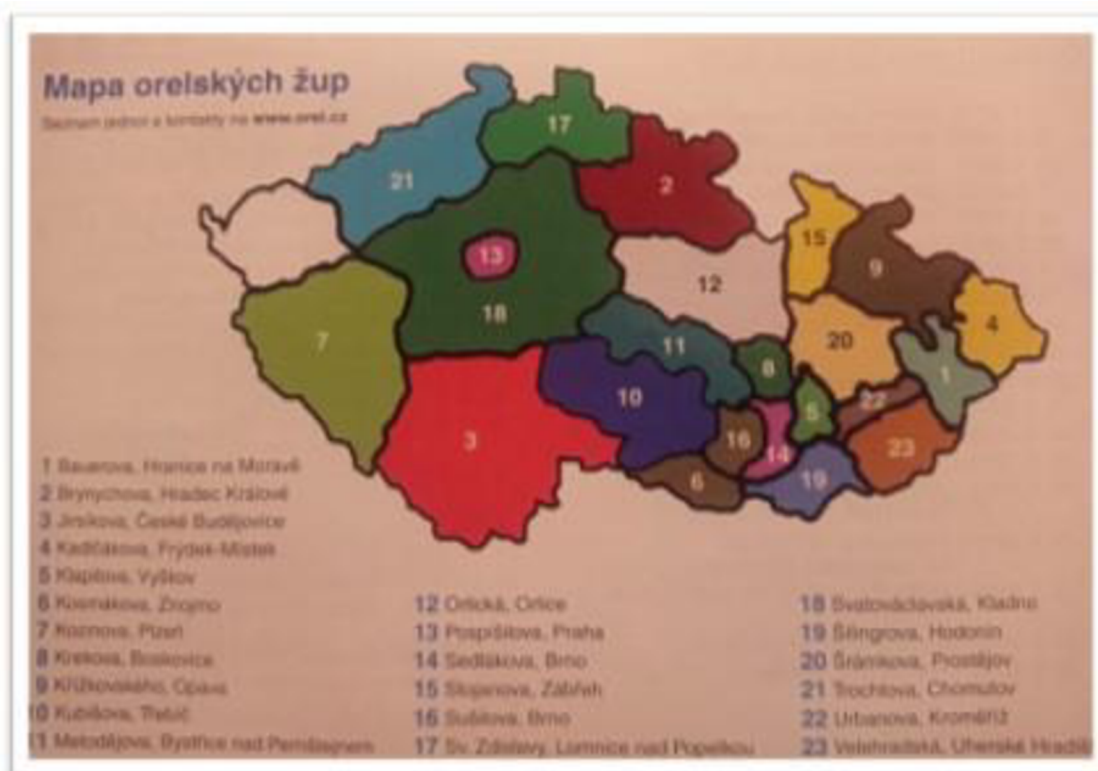 Mapa orelských žup
Seznam jednot a kontakty na www.orel.cz
17
21
2
15
13
9
12
18
4
7
11
20
8
1
10
22
5
16
3
14
23
6
19
1 Bauerova, Hranice na Moravě
2 Brynychova, Hradec Králové
3 Jirsíkova, České Budějovice
4 Kadlčákova, Frýdek-Místek
5 Klapilova, Vyškov
6 Kosmákova, Znojmo
7 Kozinova, Plzeň
8 Krekova, Boskovice
9 Křížkovského, Opava
10 Kubišova, Třebíč
11 Metodějova, Bystřice nad Pernštejnem
12 Orlická, Orlice
13 Pospíšilova, Praha
14 Sedlákova, Brno
15 Stojanova, Zábřeh
16 Sušilova, Brno
17 Sv. Zdislavy, Lomnice nad Popelkou
18 Svatováclavská, Kladno
19 Šilingrova, Hodonín
20 Šrámkova, Prostějov
21 Trochtova, Chomutov
22 Urbanova, Kroměříž
23 Velehradská, Uherské